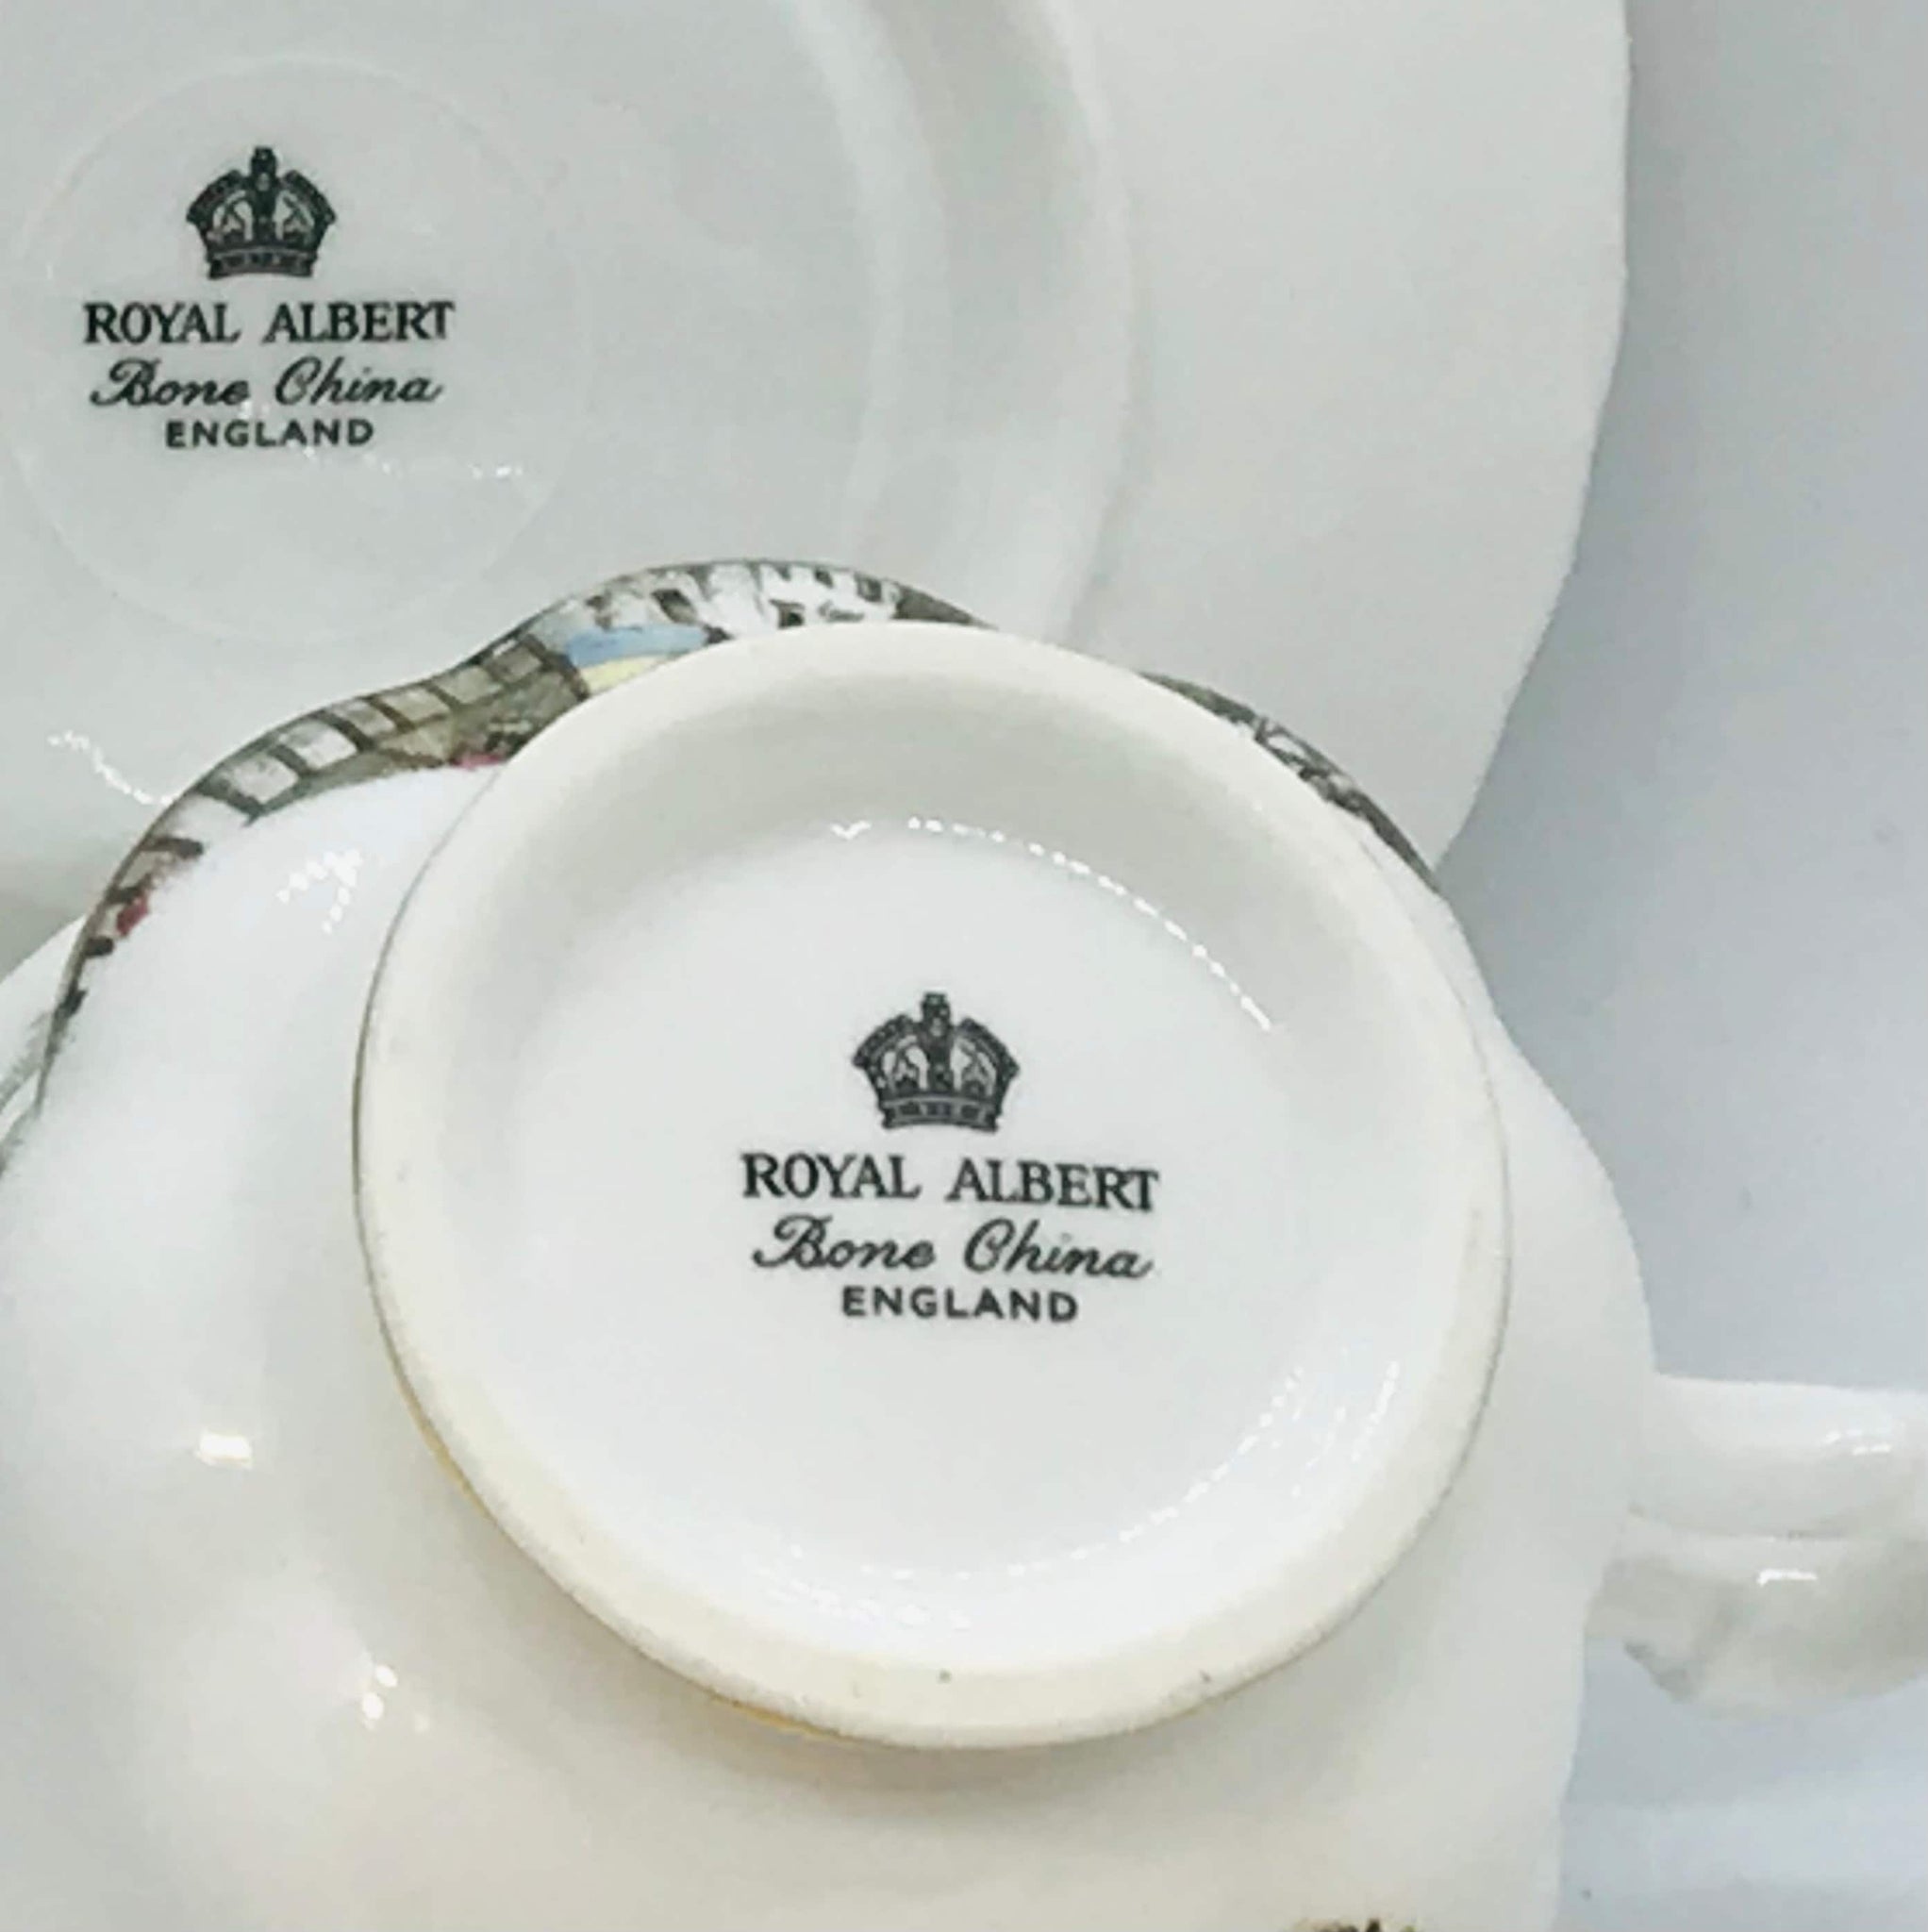 ROYAL ALBERT
Bone China
ENGLAND
ROYAL ALBERT
Bone China
ENGLAND